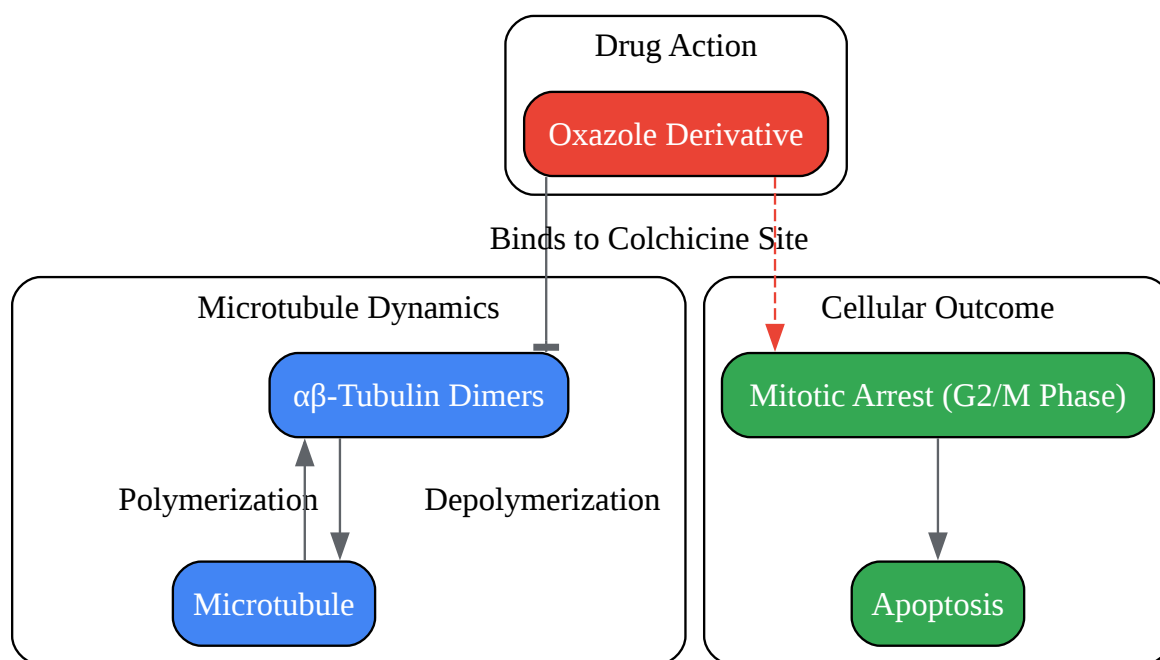 Drug Action
Oxazole Derivative
Binds to Colchicine Site
Microtubule Dynamics
Cellular Outcome
αβ-Tubulin Dimers
Mitotic Arrest (G2/M Phase)
Polymerization
Depolymerization
Microtubule
Apoptosis